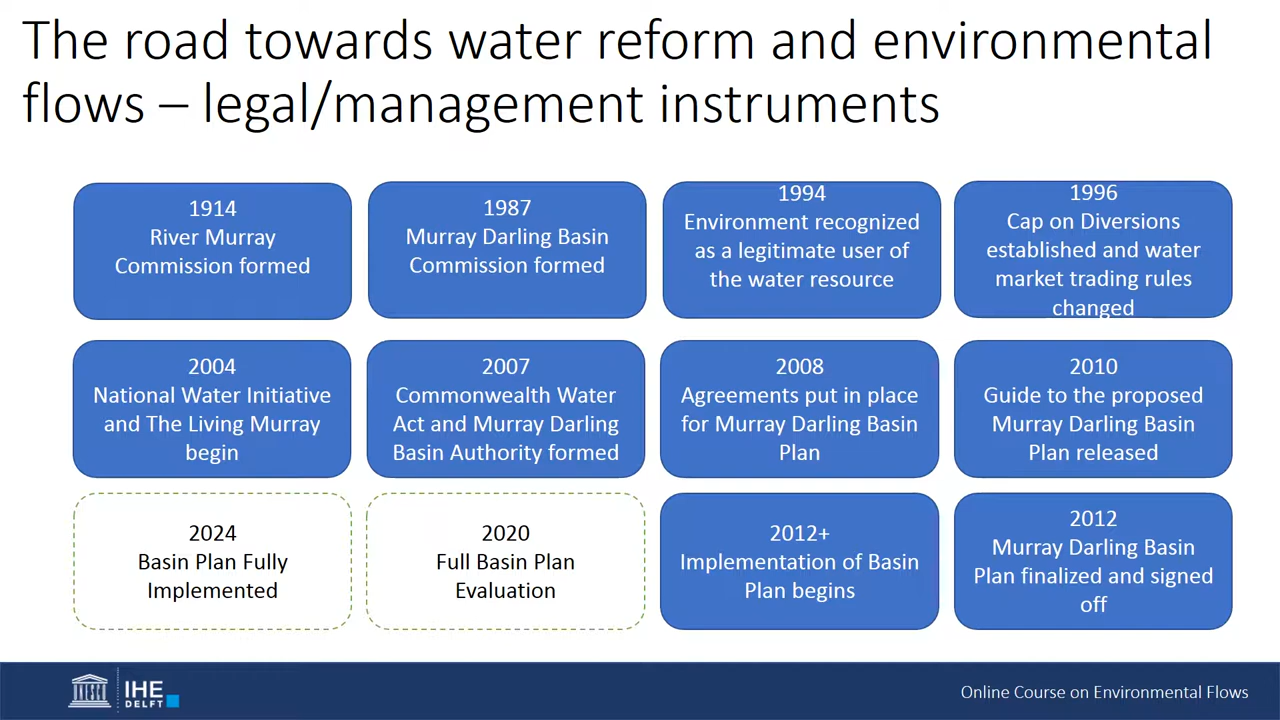 The road towards water reform and environmental
flows – legal/management instruments
1914
River Murray
Commission formed
1987
Murray Darling Basin
Commission formed
1994
Environment recognized
as a legitimate user of
the water resource
1996
Cap on Diversions
established and water
market trading rules
changed
2004
National Water Initiative
and The Living Murray
begin
2007
Commonwealth Water
Act and Murray Darling
Basin Authority formed
2008
Agreements put in place
for Murray Darling Basin
Plan
2010
Guide to the proposed
Murray Darling Basin
Plan released
2024
Basin Plan Fully
Implemented
2020
Full Basin Plan
Evaluation
2012+
Implementation of Basin
Plan begins
2012
Murray Darling Basin
Plan finalized and signed
off
UNESCO
IHE
DELFT
Online Course on Environmental Flows